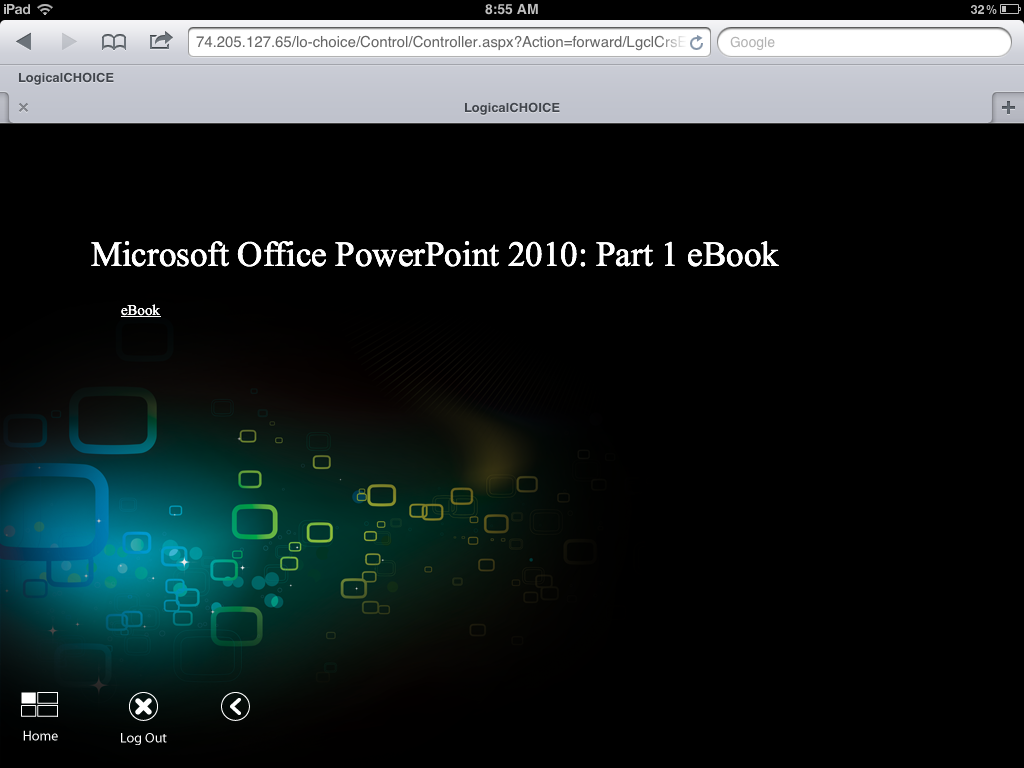 iPad 8:55 AM 32%
74.205.127.65/lo-choice/Control/Controller.aspx?Action=forward/LgclCrsE Google
LogicalCHOICE
LogicalCHOICE
Microsoft Office PowerPoint 2010: Part 1 eBook
eBook
Home Log Out